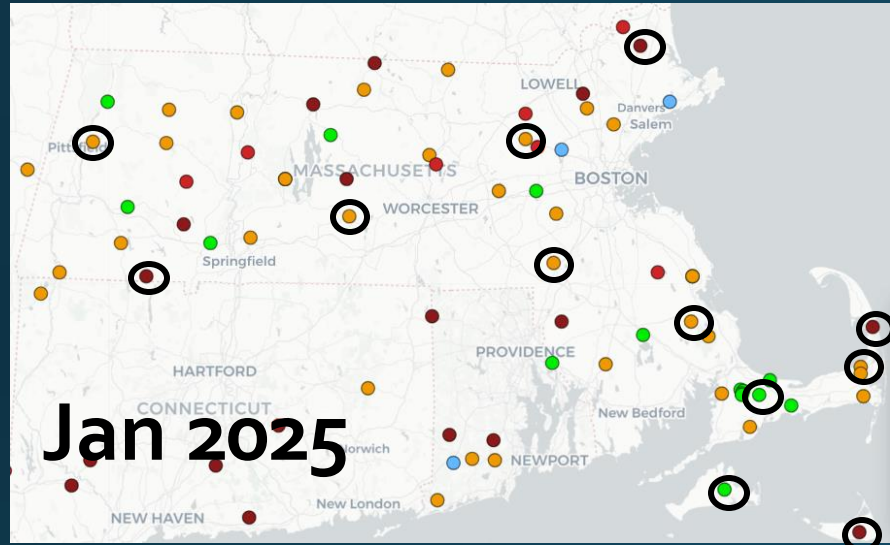 LOWELL
Danvers
Salem
MASSACHUSETTS
BOSTON
WORCESTER
Springfield
PROVIDENCE
HARTFORD
CONNECTICUT
New Bedford
Jan 2025
NEWPORT
New London
NEW HAVEN